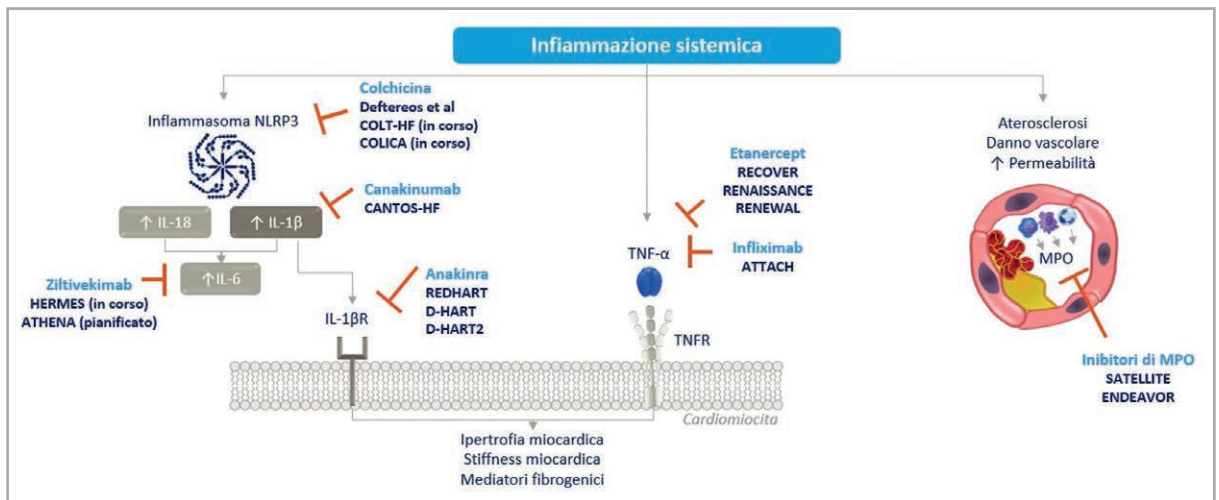 Infiammazione sistemica
Inflammasoma NLRP3
Colchicina
Deftereos et al
COLT-HF (in corso)
COLICA (in corso)
Canakinumab
CANTOS-HF
↑ IL-18
↑ IL-1β
↑IL-6
Ziltivekimab
HERMES (in corso)
ATHENA (pianificato)
Anakinra
REDHART
D-HART
D-HART2
IL-1βR
Etanercept
RECOVER
RENAISSANCE
RENEWAL
TNF-α
Infliximab
ATTACH
TNFR
Aterosclerosi
Danno vascolare
↑ Permeabilità
MPO
Inibitori di MPO
SATELLITE
ENDEAVOR
Cardiomiocita
Ipertrofia miocardica
Stiffness miocardica
Mediatori fibrogenici